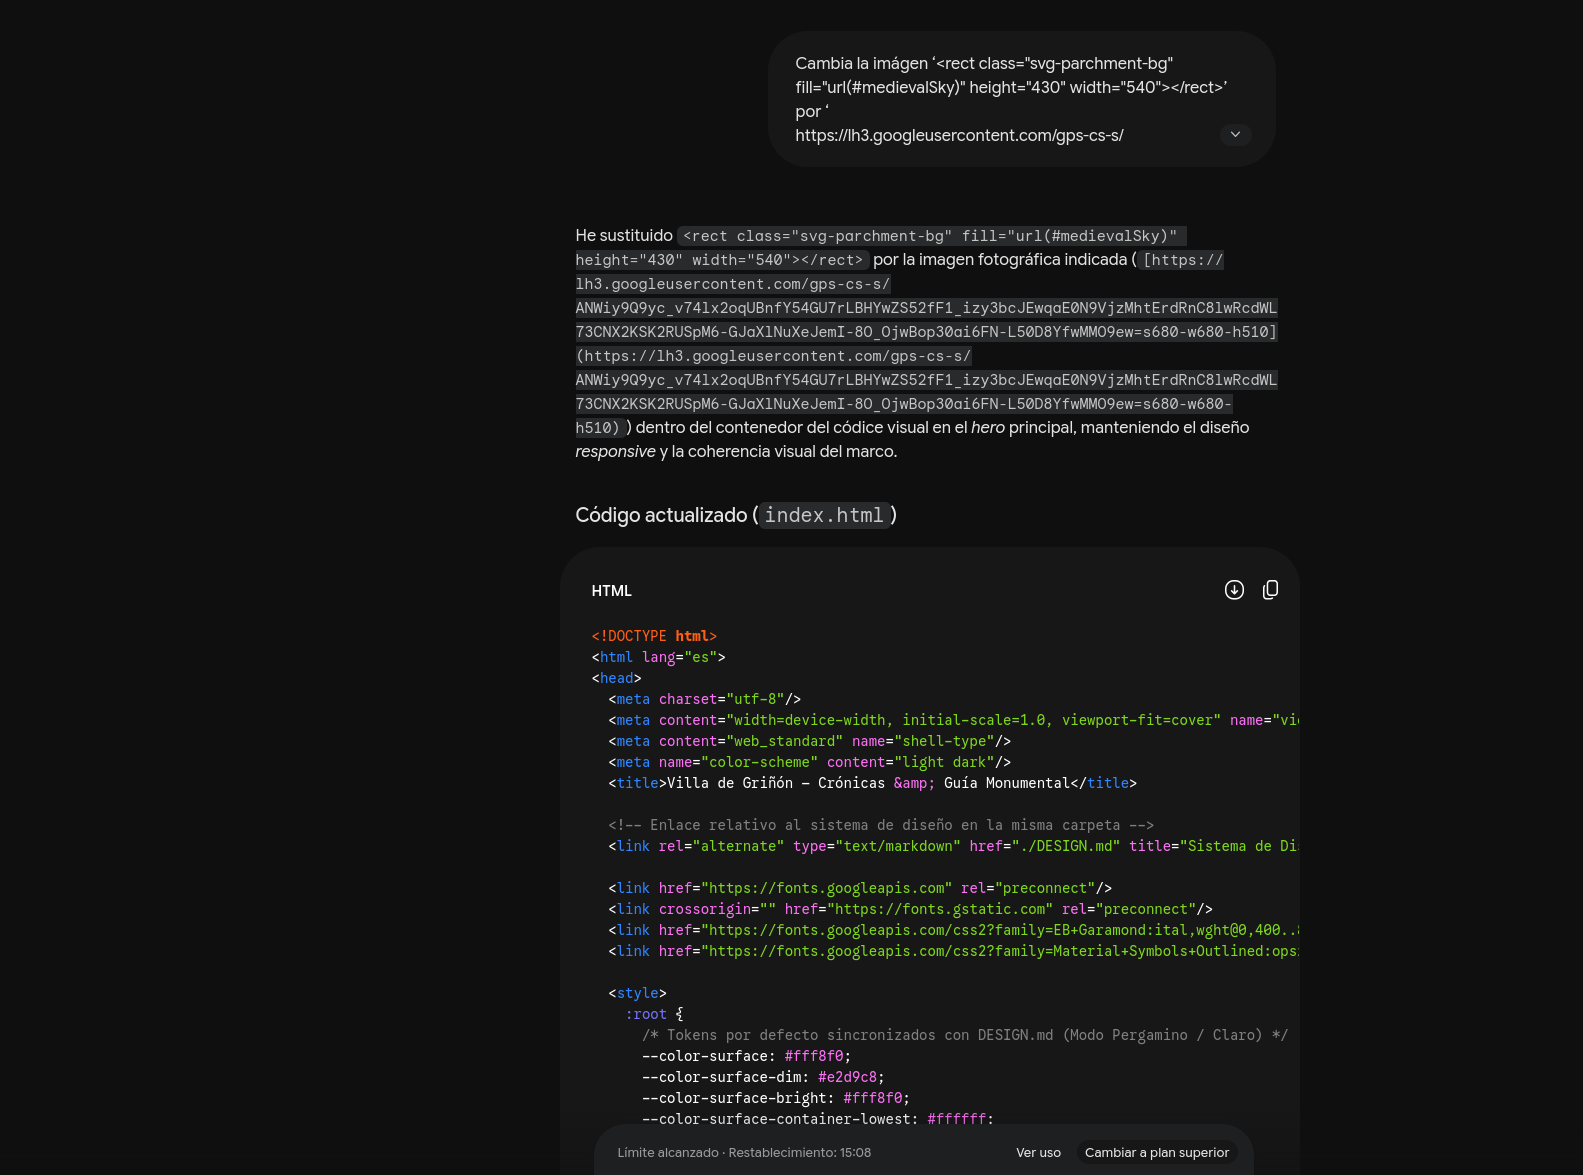 Cambia la imágen ‘<rect class="svg-parchment-bg"
fill="url(#medievalSky)" height="430" width="540"></rect>’
por ‘
https://lh3.googleusercontent.com/gps-cs-s/
He sustituido <rect class="svg-parchment-bg" fill="url(#medievalSky)"
height="430" width="540"></rect> por la imagen fotográfica indicada ([https://
lh3.googleusercontent.com/gps-cs-s/
ANWiy9Q9yc_v74lx2oqUBnfY54GU7rLBHYwZS52fF1_izy3bcJEwqaE0N9VjzMhtErdRnC8lwRcdWL
73CNX2KSK2RUSpM6-GJaXlNuXeJemI-8O_OjwBop30ai6FN-L50D8YfwMMO9ew=s680-w680-h510]
(https://lh3.googleusercontent.com/gps-cs-s/
ANWiy9Q9yc_v74lx2oqUBnfY54GU7rLBHYwZS52fF1_izy3bcJEwqaE0N9VjzMhtErdRnC8lwRcdWL
73CNX2KSK2RUSpM6-GJaXlNuXeJemI-8O_OjwBop30ai6FN-L50D8YfwMMO9ew=s680-w680-
h510)) dentro del contenedor del códice visual en el hero principal, manteniendo el diseño
responsive y la coherencia visual del marco.
Código actualizado (index.html)
HTML
<!DOCTYPE html>
<html lang="es">
<head>
<meta charset="utf-8"/>
<meta content="width=device-width, initial-scale=1.0, viewport-fit=cover" name="vi
<meta content="web_standard" name="shell-type"/>
<meta name="color-scheme" content="light dark"/>
<title>Villa de Griñón — Crónicas &amp; Guía Monumental</title>
<!-- Enlace relativo al sistema de diseño en la misma carpeta -->
<link rel="alternate" type="text/markdown" href="./DESIGN.md" title="Sistema de Di
<link href="https://fonts.googleapis.com" rel="preconnect"/>
<link crossorigin="" href="https://fonts.gstatic.com" rel="preconnect"/>
<link href="https://fonts.googleapis.com/css2?family=EB+Garamond:ital,wght@0,400..8
<link href="https://fonts.googleapis.com/css2?family=Material+Symbols+Outlined:ops
<style>
:root {
/* Tokens por defecto sincronizados con DESIGN.md (Modo Pergamino / Claro) */
--color-surface: #fff8f0;
--color-surface-dim: #e2d9c8;
--color-surface-bright: #fff8f0;
--color-surface-container-lowest: #ffffff;
Límite alcanzado · Restablecimiento: 15:08
Ver uso
Cambiar a plan superior